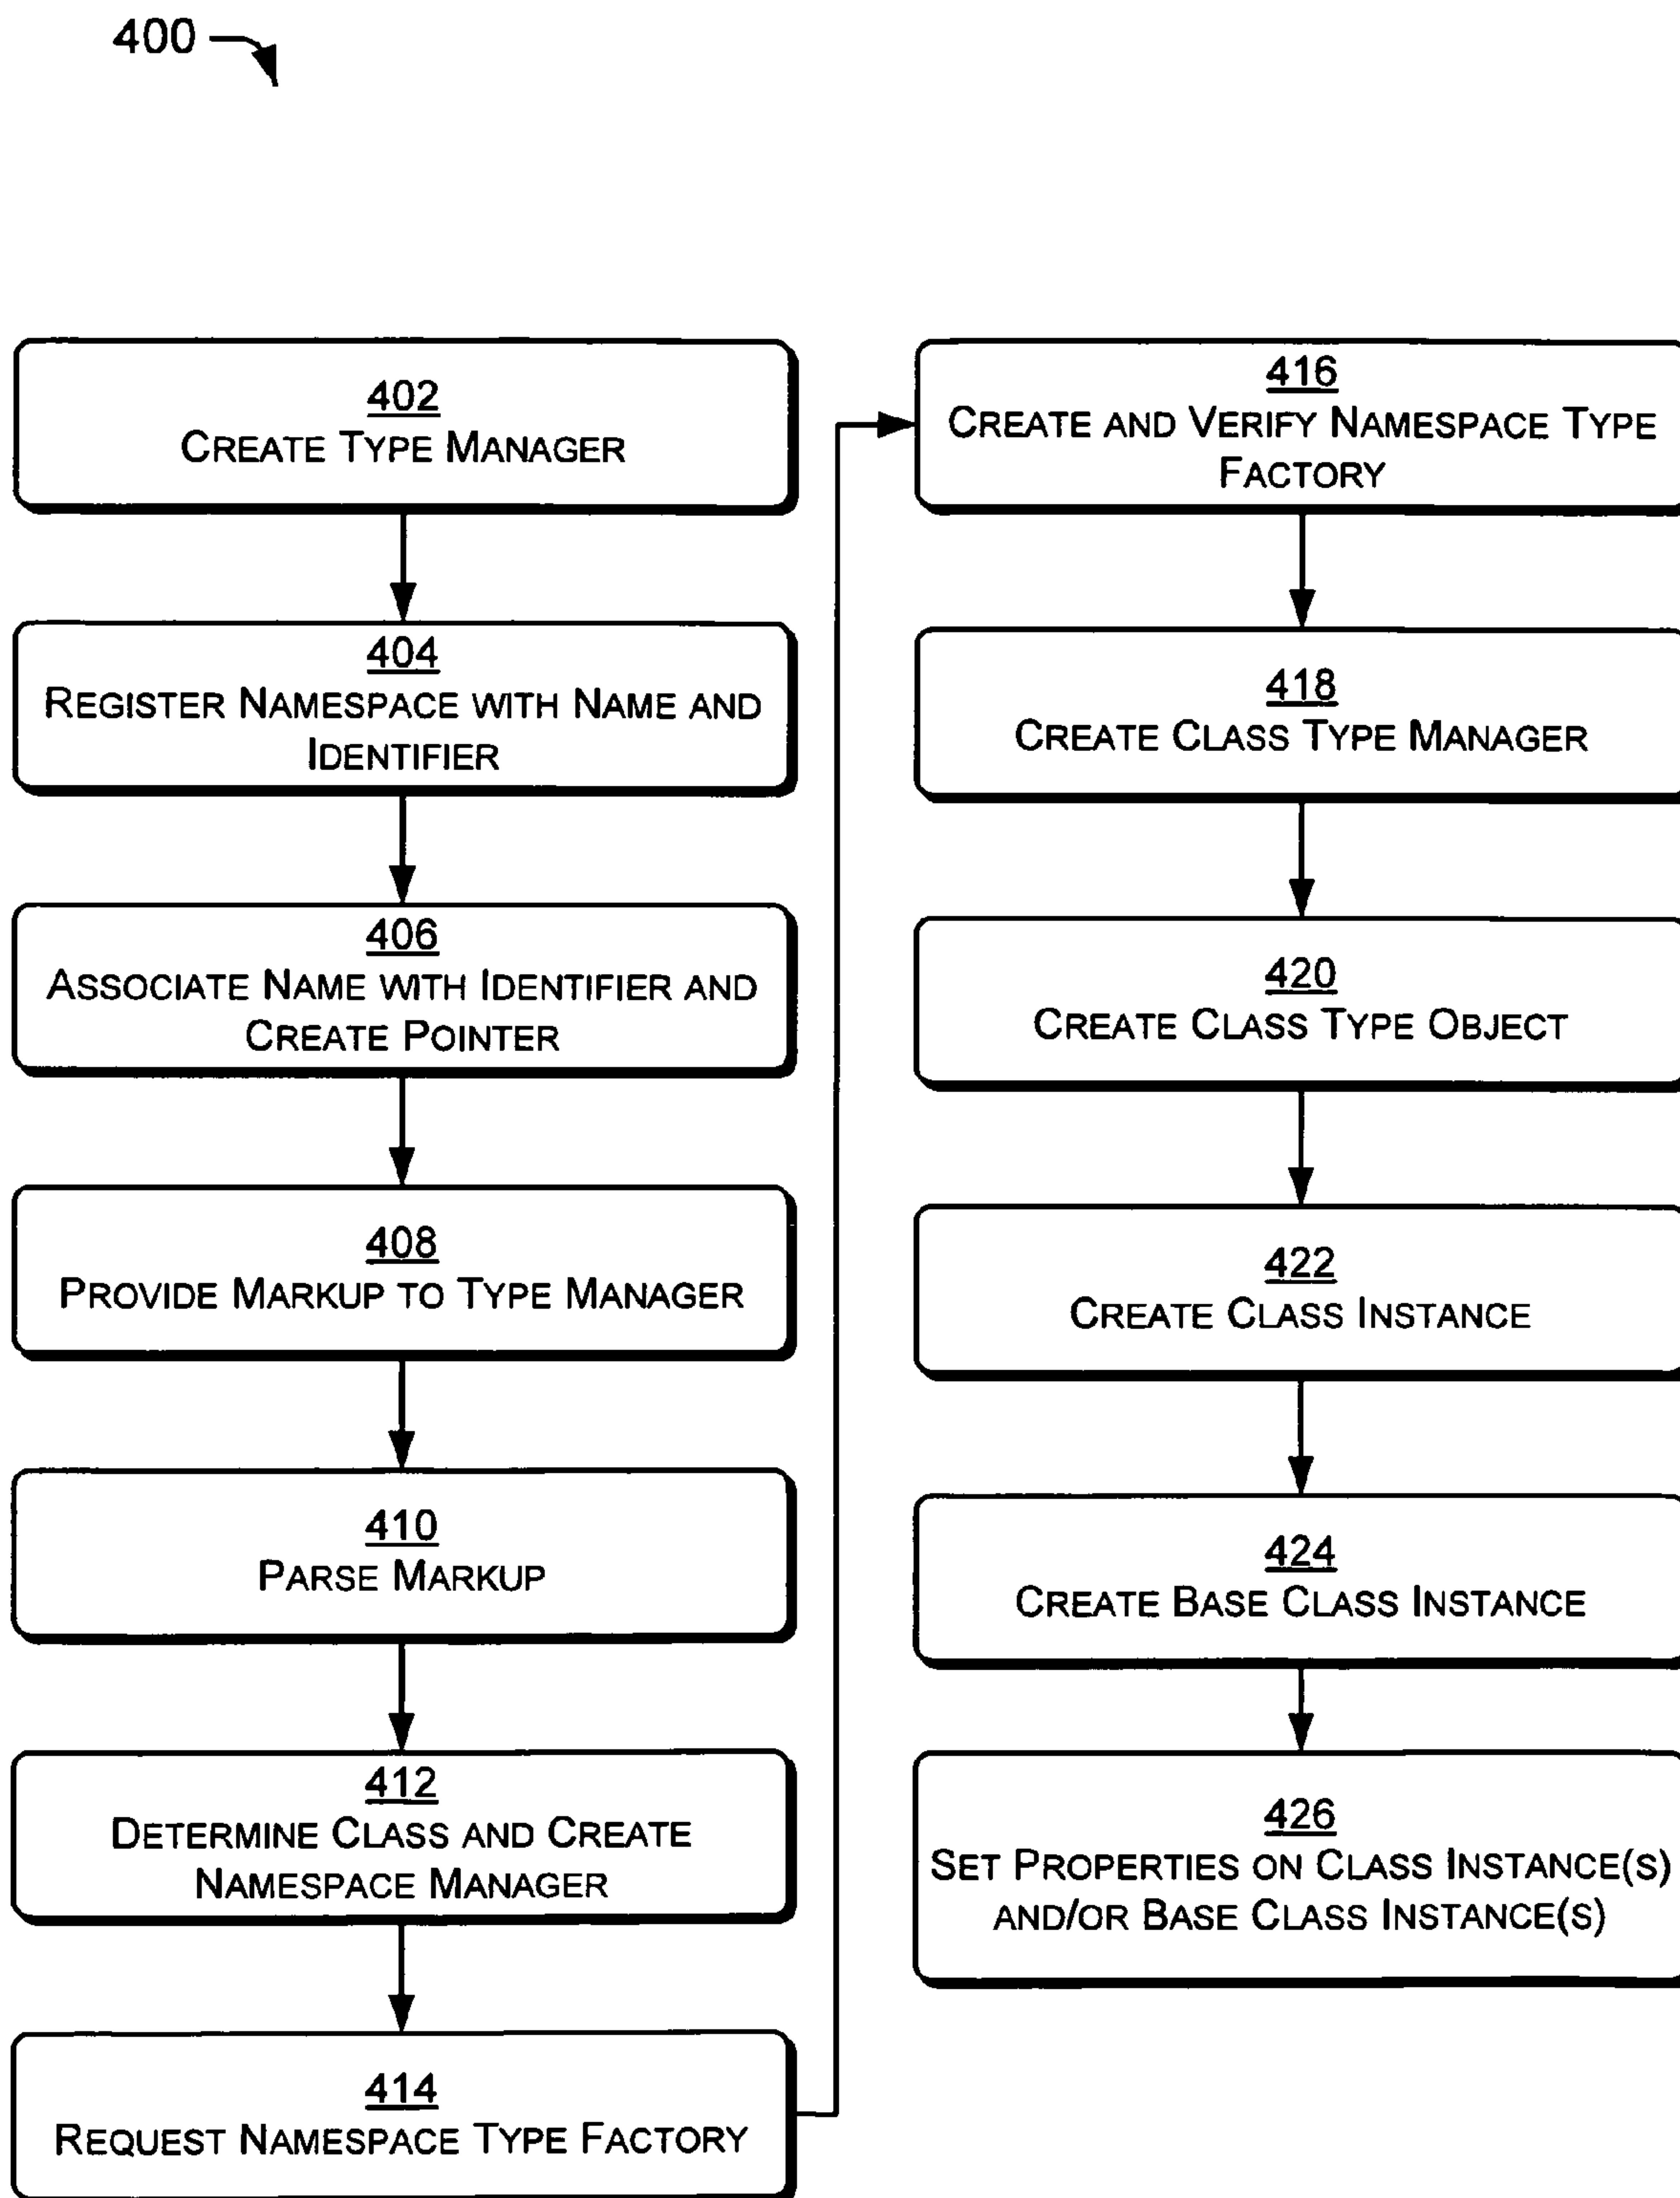 400
402
CREATE TYPE MANAGER
404
REGISTER NAMESPACE WITH NAME AND
IDENTIFIER
406
ASSOCIATE NAME WITH IDENTIFIER AND
CREATE POINTER
408
PROVIDE MARKUP TO TYPE MANAGER
410
PARSE MARKUP
412
DETERMINE CLASS AND CREATE
NAMESPACE MANAGER
414
REQUEST NAMESPACE TYPE FACTORY
416
CREATE AND VERIFY NAMESPACE TYPE
FACTORY
418
CREATE CLASS TYPE MANAGER
420
CREATE CLASS TYPE OBJECT
422
CREATE CLASS INSTANCE
424
CREATE BASE CLASS INSTANCE
426
SET PROPERTIES ON CLASS INSTANCE(S)
AND/OR BASE CLASS INSTANCE(S)